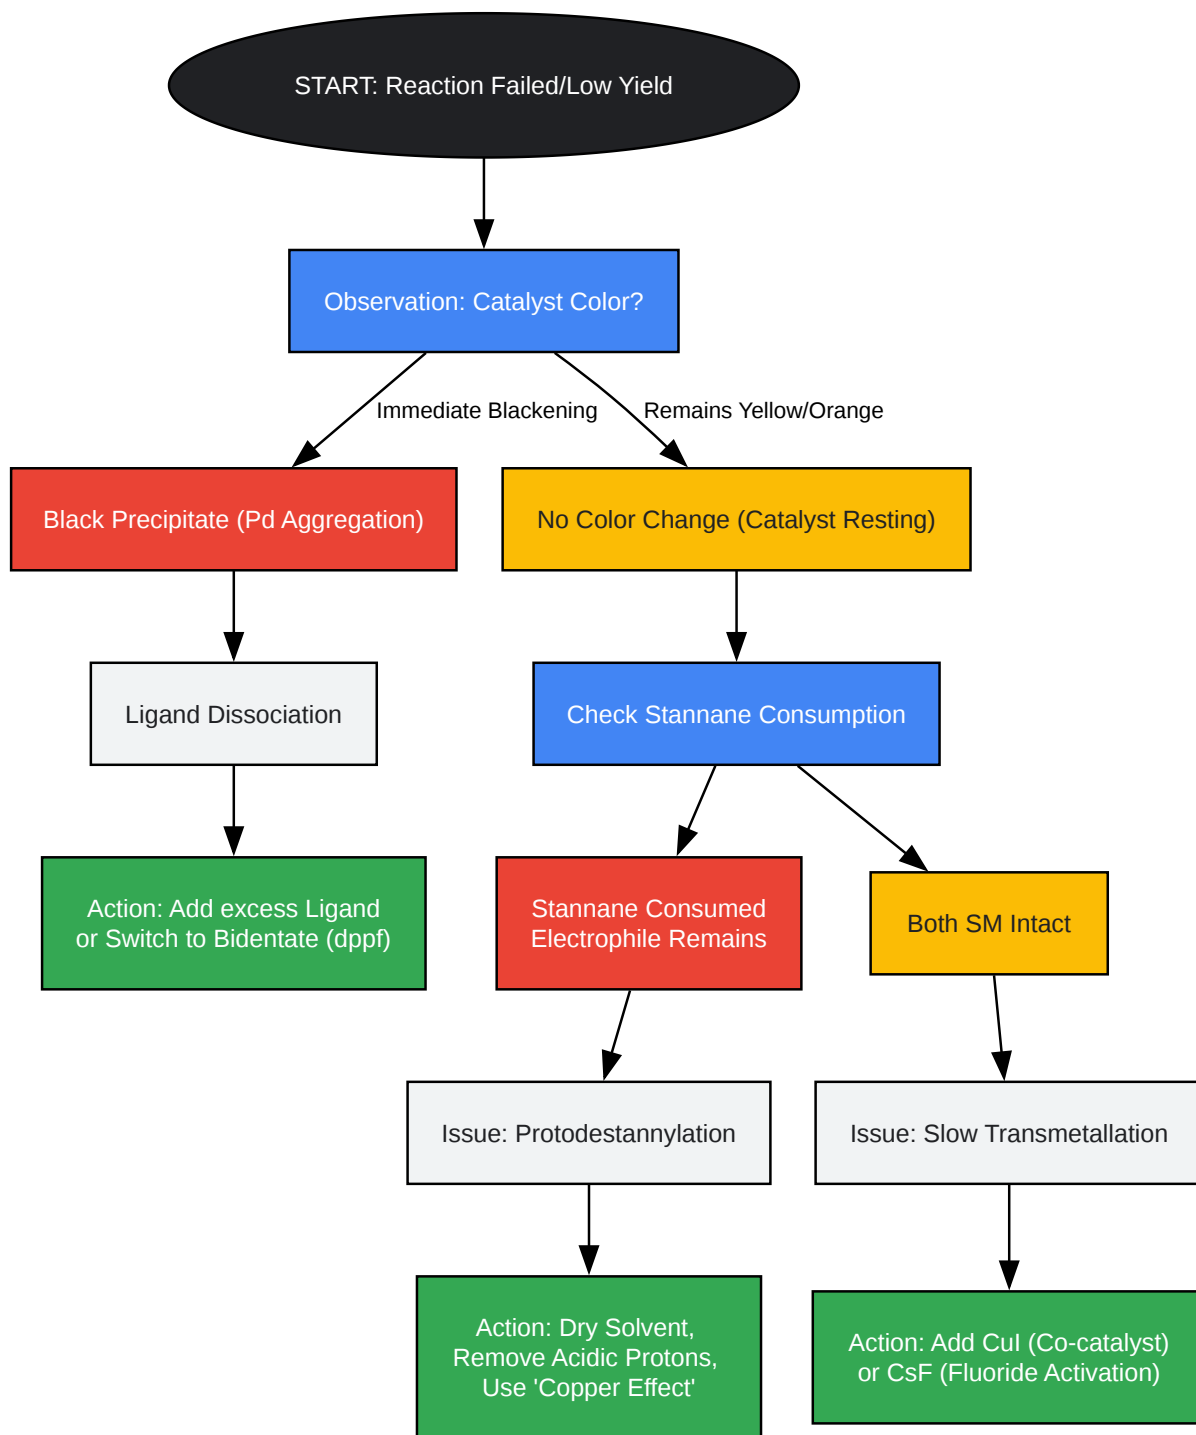 START: Reaction Failed/Low Yield
Observation: Catalyst Color?
Immediate Blackening
Remains Yellow/Orange
Black Precipitate (Pd Aggregation)
No Color Change (Catalyst Resting)
Ligand Dissociation
Check Stannane Consumption
Action: Add excess Ligand
or Switch to Bidentate (dppf)
Stannane Consumed
Electrophile Remains
Both SM Intact
Issue: Protodestannylation
Issue: Slow Transmetallation
Action: Dry Solvent,
Remove Acidic Protons,
Use 'Copper Effect'
Action: Add CuI (Co-catalyst)
or CsF (Fluoride Activation)